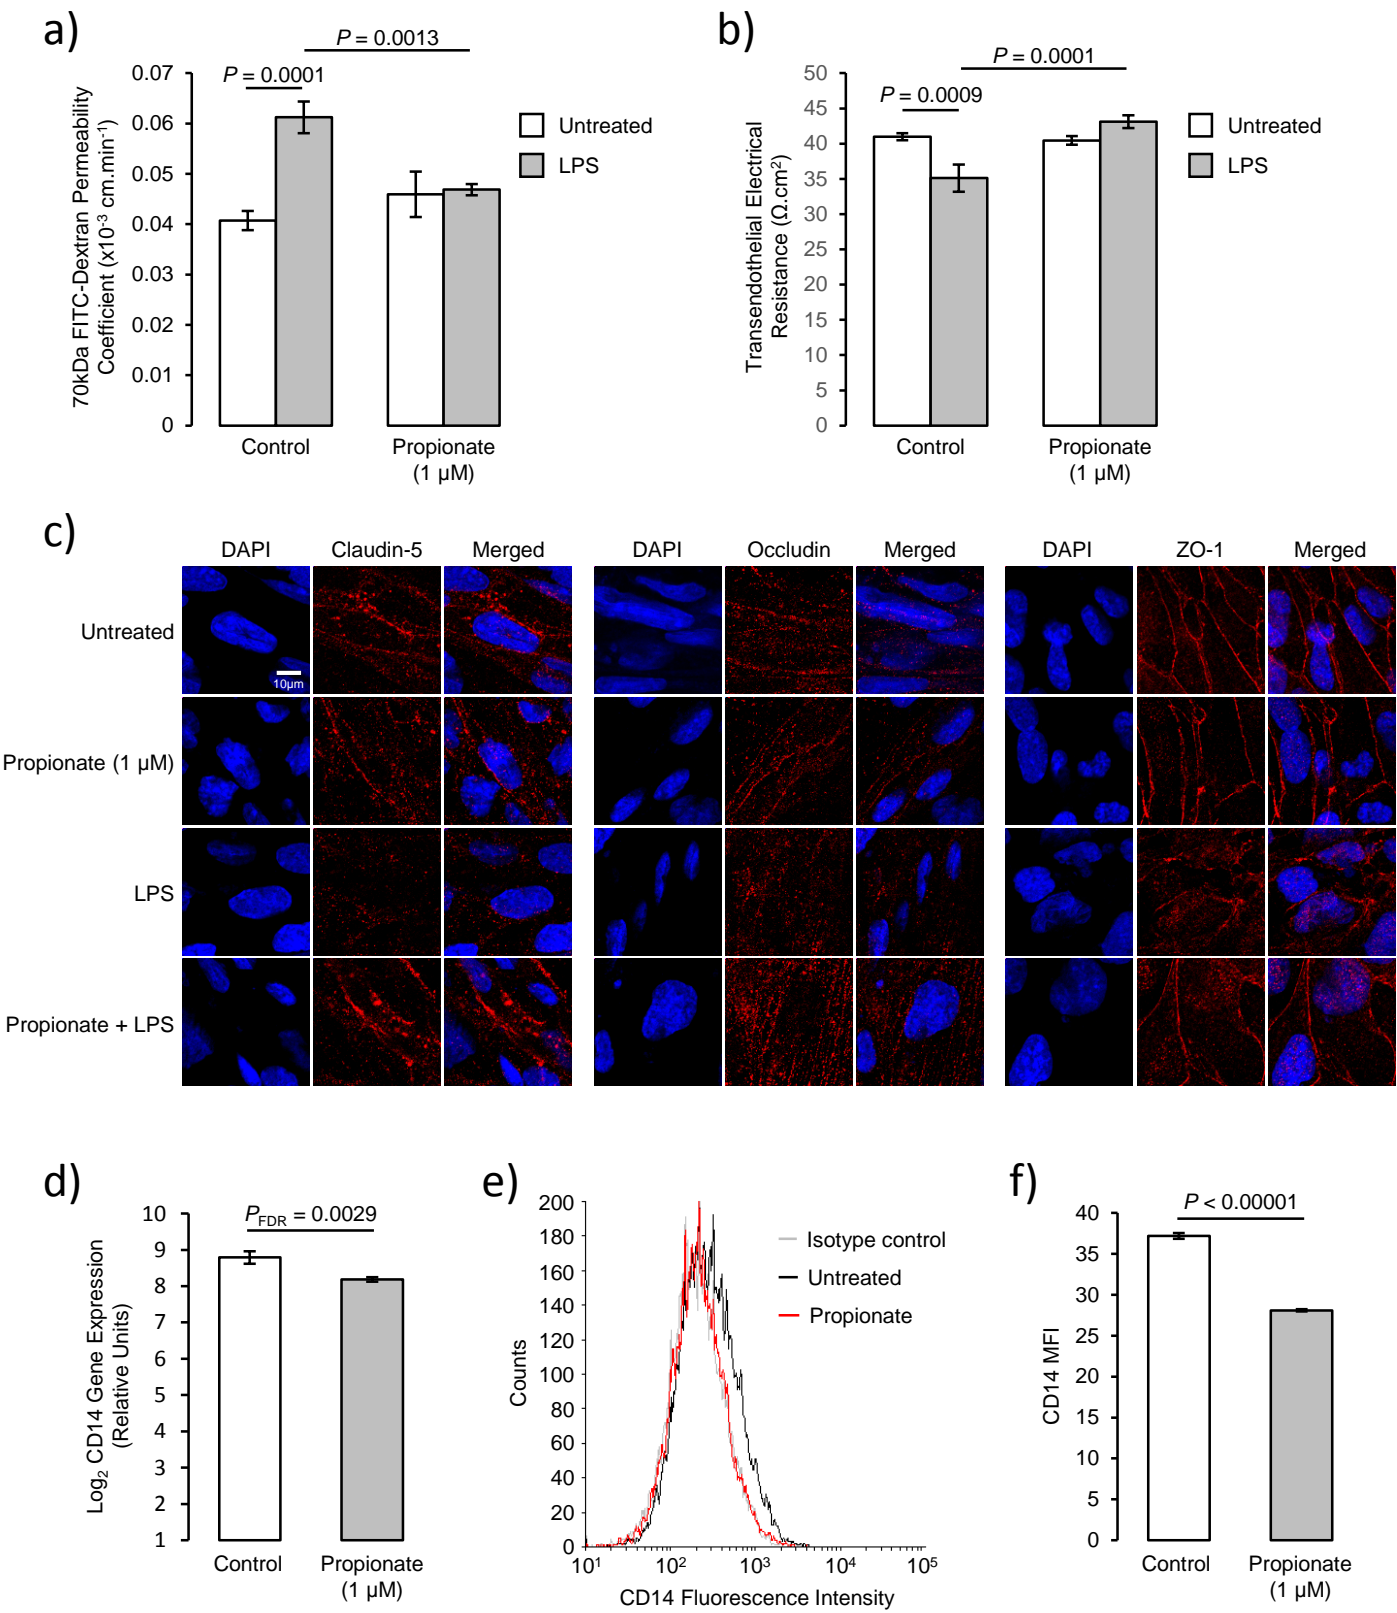 a)
P = 0.0013
P = 0.0001
0.07
0.06
0.05
0.04
0.03
0.02
0.01
0
70kDa FITC-Dextran Permeability
Coefficient (x10⁻³ cm.min⁻¹)
Untreated
LPS
Control
Propionate
(1 µM)
b)
P = 0.0001
P = 0.0009
50
45
40
35
30
25
20
15
10
5
0
Transendothelial Electrical
Resistance (Ω.cm²)
Untreated
LPS
Control
Propionate
(1 µM)
c)
DAPI Claudin-5 Merged DAPI Occludin Merged DAPI ZO-1 Merged
Untreated
10µm
Propionate (1 µM)
LPS
Propionate + LPS
d)
P_FDR = 0.0029
10
9
8
7
6
5
4
3
2
1
Log₂ CD14 Gene Expression
(Relative Units)
Control
Propionate
(1 µM)
e)
200
180
160
140
120
100
80
60
40
20
0
Counts
Isotype control
Untreated
Propionate
10¹ 10² 10³ 10⁴ 10⁵
CD14 Fluorescence Intensity
f)
P < 0.00001
40
35
30
25
20
15
10
5
0
CD14 MFI
Control
Propionate
(1 µM)